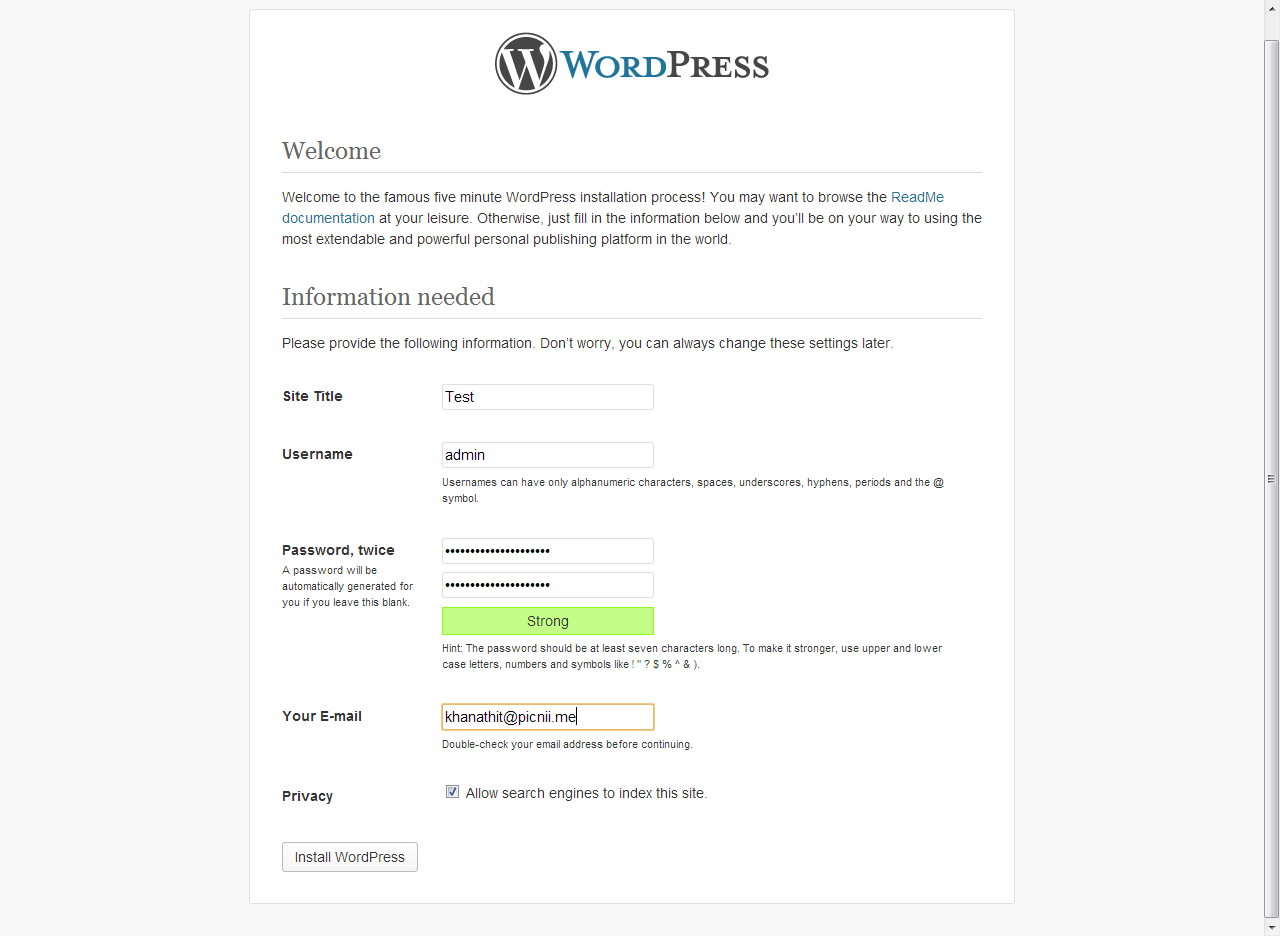 WORDPRESS
Welcome
Welcome to the famous five minute WordPress installation process! You may want to browse the ReadMe
documentation at your leisure. Otherwise, just fill in the information below and you’ll be on your way to using the
most extendable and powerful personal publishing platform in the world.
Information needed
Please provide the following information. Don’t worry, you can always change these settings later.
Site Title
Test
Username
admin
Usernames can have only alphanumeric characters, spaces, underscores, hyphens, periods and the @
symbol.
Password, twice
A password will be
automatically generated for
you if you leave this blank.
•••••••••••••••••••••
•••••••••••••••••••••
Strong
Hint: The password should be at least seven characters long. To make it stronger, use upper and lower
case letters, numbers and symbols like ! " ? $ % ^ & ).
Your E-mail
khanathit@picnii.me
Double-check your email address before continuing.
Privacy
Allow search engines to index this site.
Install WordPress